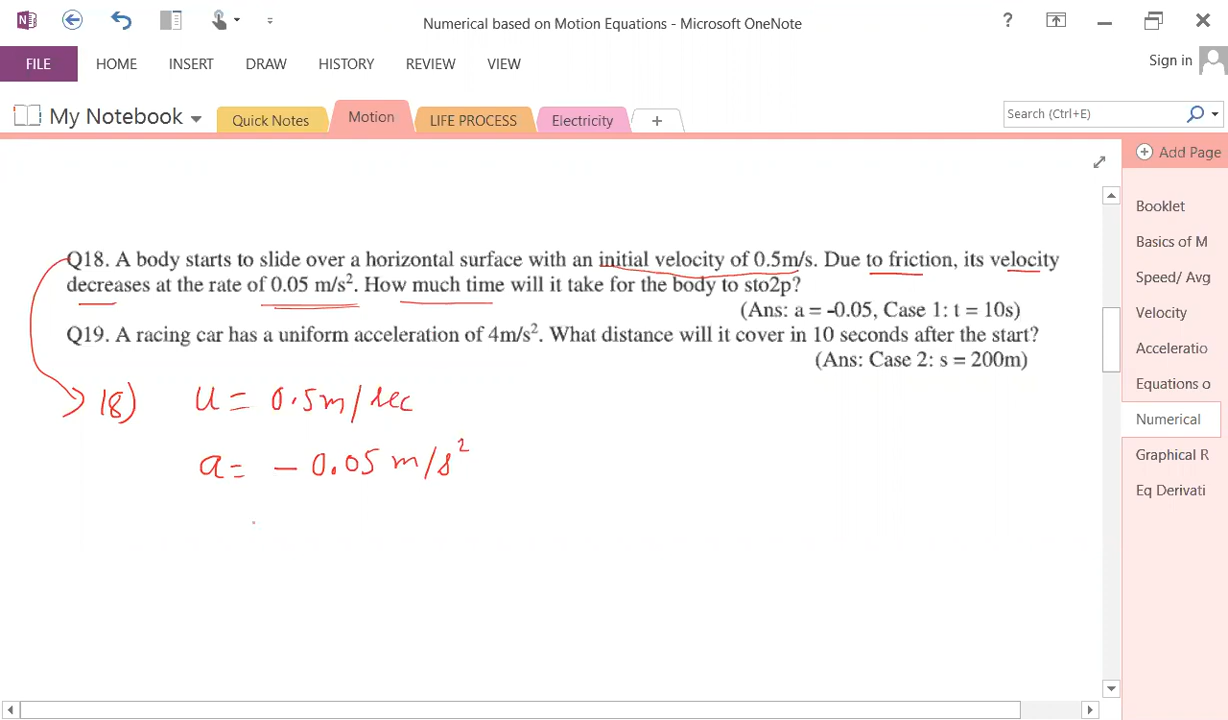 Numerical based on Motion Equations - Microsoft OneNote
?
FILE HOME INSERT DRAW HISTORY REVIEW VIEW
Sign in
My Notebook
Quick Notes
Motion
LIFE PROCESS
Electricity
+
Search (Ctrl+E)
Add Page
Booklet
Basics of M
Speed/ Avg
Velocity
Acceleratio
Equations o
Numerical
Graphical R
Eq Derivati
Q18. A body starts to slide over a horizontal surface with an initial velocity of 0.5m/s. Due to friction, its velocity
decreases at the rate of 0.05 m/s². How much time will it take for the body to sto2p?
(Ans: a = -0.05, Case 1: t = 10s)
Q19. A racing car has a uniform acceleration of 4m/s². What distance will it cover in 10 seconds after the start?
(Ans: Case 2: s = 200m)
18) u = 0.5m/sec
a = - 0.05 m/s²